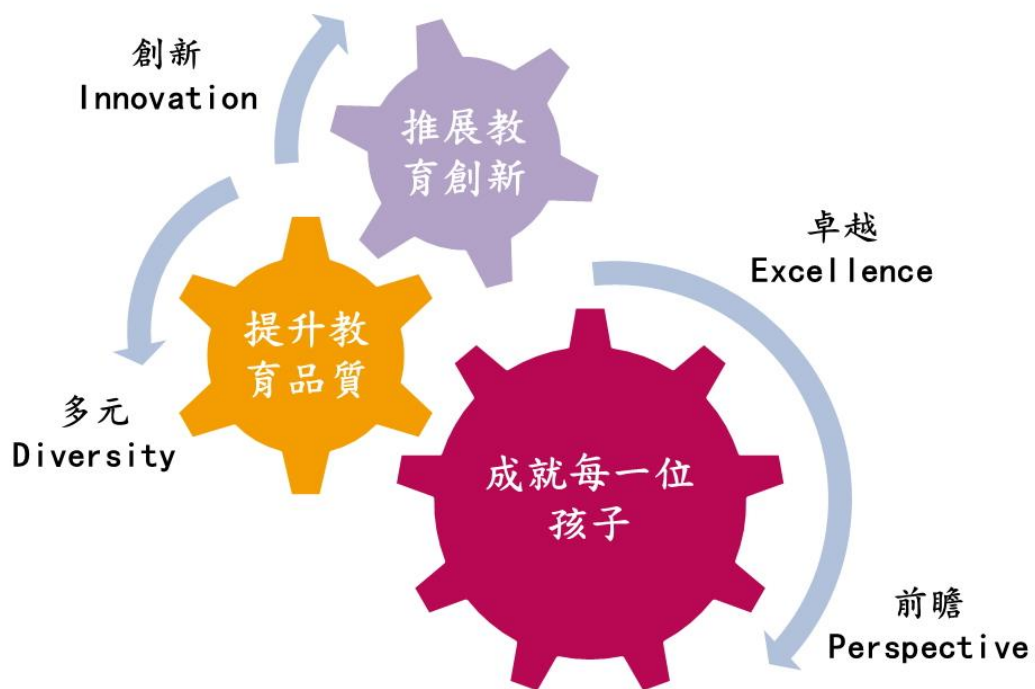 創新
Innovation
推展教
育創新
卓越
Excellence
提升教
育品質
多元
Diversity
成就每一位
孩子
前瞻
Perspective